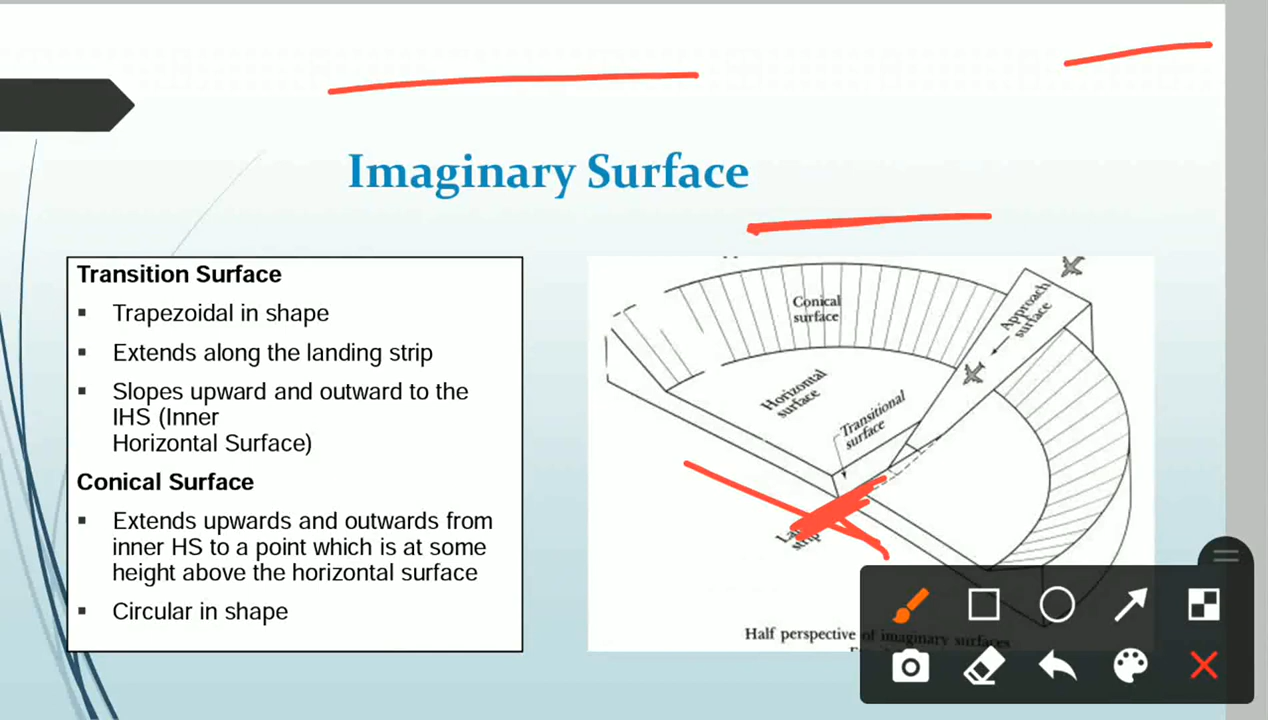 Imaginary Surface
Transition Surface
▪ Trapezoidal in shape
▪ Extends along the landing strip
▪ Slopes upward and outward to the
IHS (Inner
Horizontal Surface)
Conical Surface
▪ Extends upwards and outwards from
inner HS to a point which is at some
height above the horizontal surface
▪ Circular in shape
Conical
surface
Approach
surface
Horizontal
surface
Transitional
surface
strip
Half perspective of imaginary surfaces